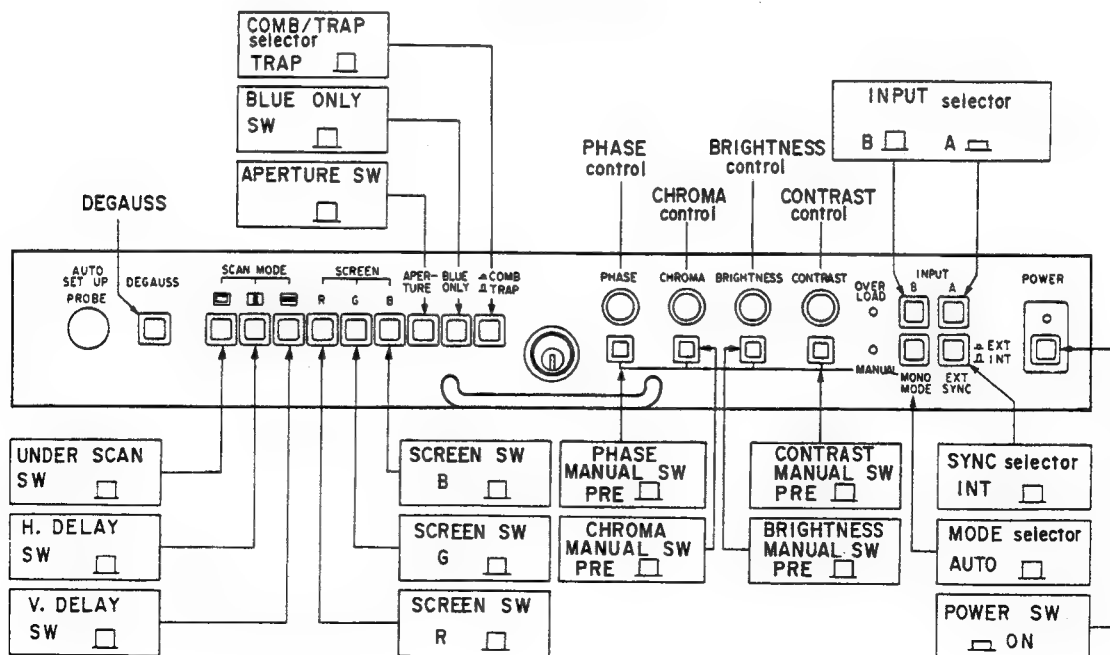 COMB/TRAP
selector
TRAP
BLUE ONLY
SW
APERTURE SW
DEGAUSS
PHASE
control
CHROMA
control
BRIGHTNESS
control
CONTRAST
control
INPUT selector
B A
AUTO
SET UP
PROBE
DEGAUSS
SCAN MODE
SCREEN
R G B
APER-
TURE
BLUE
ONLY
COMB
TRAP
PHASE
CHROMA
BRIGHTNESS
CONTRAST
OVER
LOAD
MANUAL
INPUT
B A
MONO
MODE
EXT
SYNC
EXT
INT
POWER
UNDER SCAN
SW
H. DELAY
SW
V. DELAY
SW
SCREEN SW
B
SCREEN SW
G
SCREEN SW
R
PHASE
MANUAL SW
PRE
CHROMA
MANUAL SW
PRE
CONTRAST
MANUAL SW
PRE
BRIGHTNESS
MANUAL SW
PRE
SYNC selector
INT
MODE selector
AUTO
POWER SW
ON